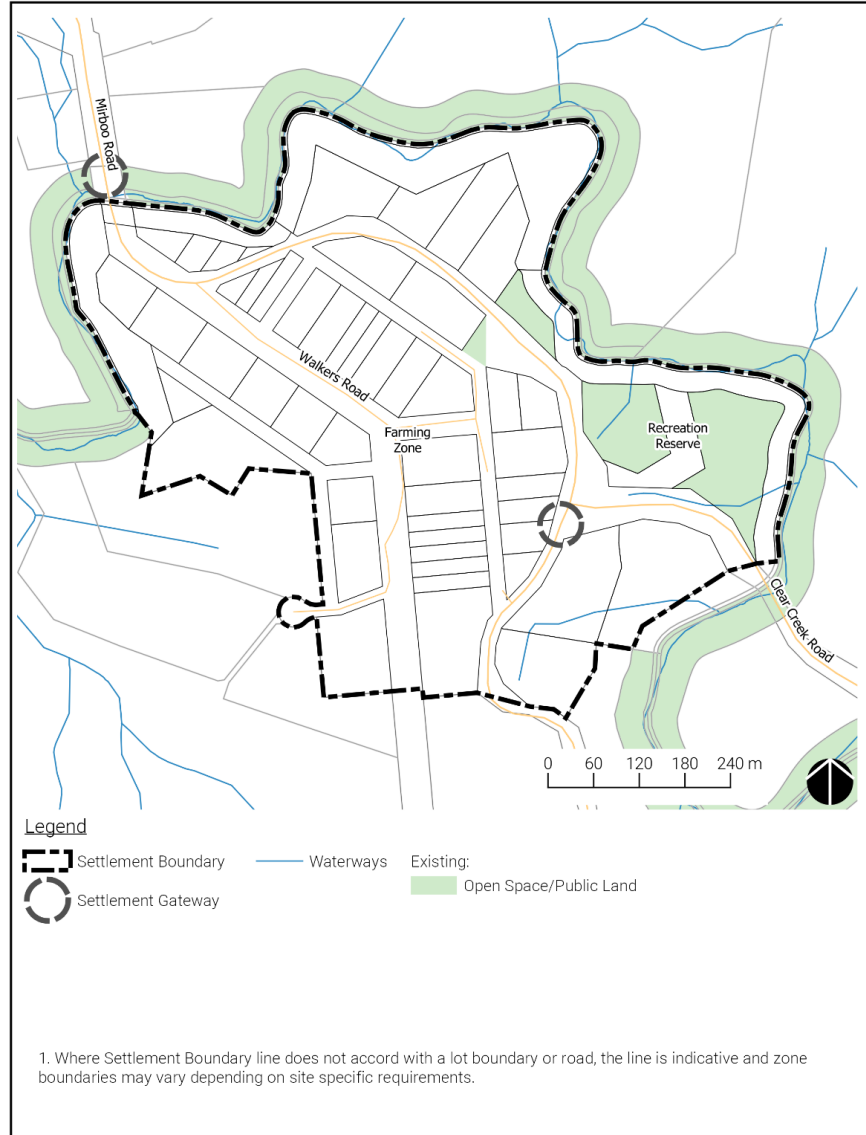 Mirboo Road
Walkers Road
Farming
Zone
Recreation
Reserve
Clear Creek Road
0 60 120 180 240 m
Legend
Settlement Boundary
Waterways
Existing:
Open Space/Public Land
Settlement Gateway
1. Where Settlement Boundary line does not accord with a lot boundary or road, the line is indicative and zone
boundaries may vary depending on site specific requirements.